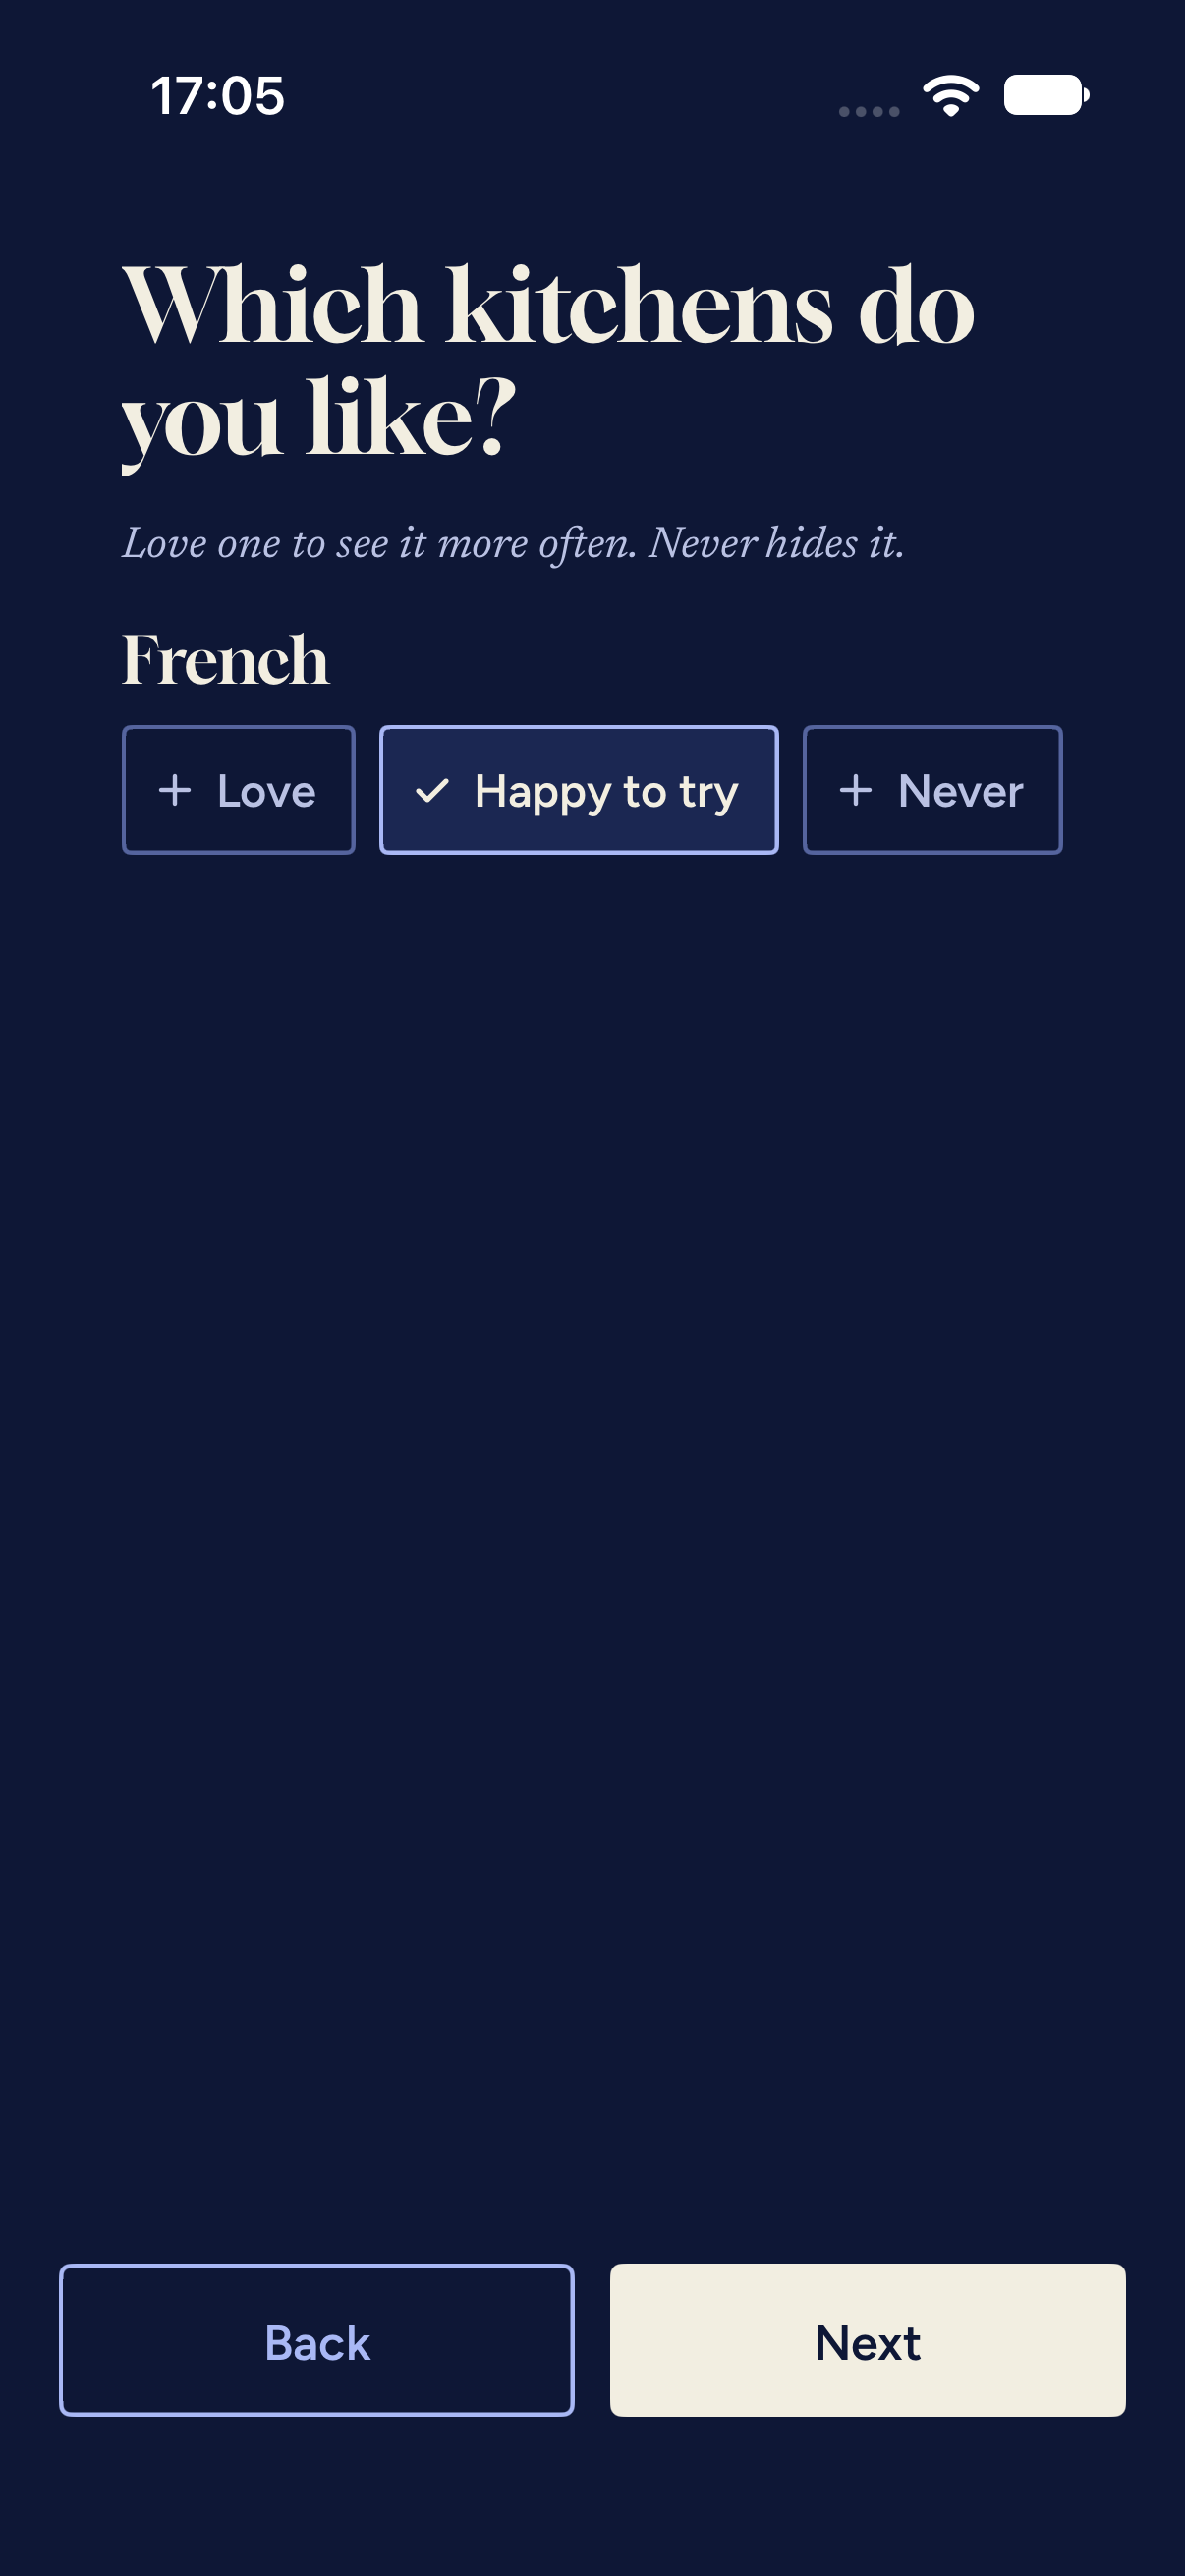 17:05
Which kitchens do
you like?
Love one to see it more often. Never hides it.
French
Love
Happy to try
Never
Back
Next